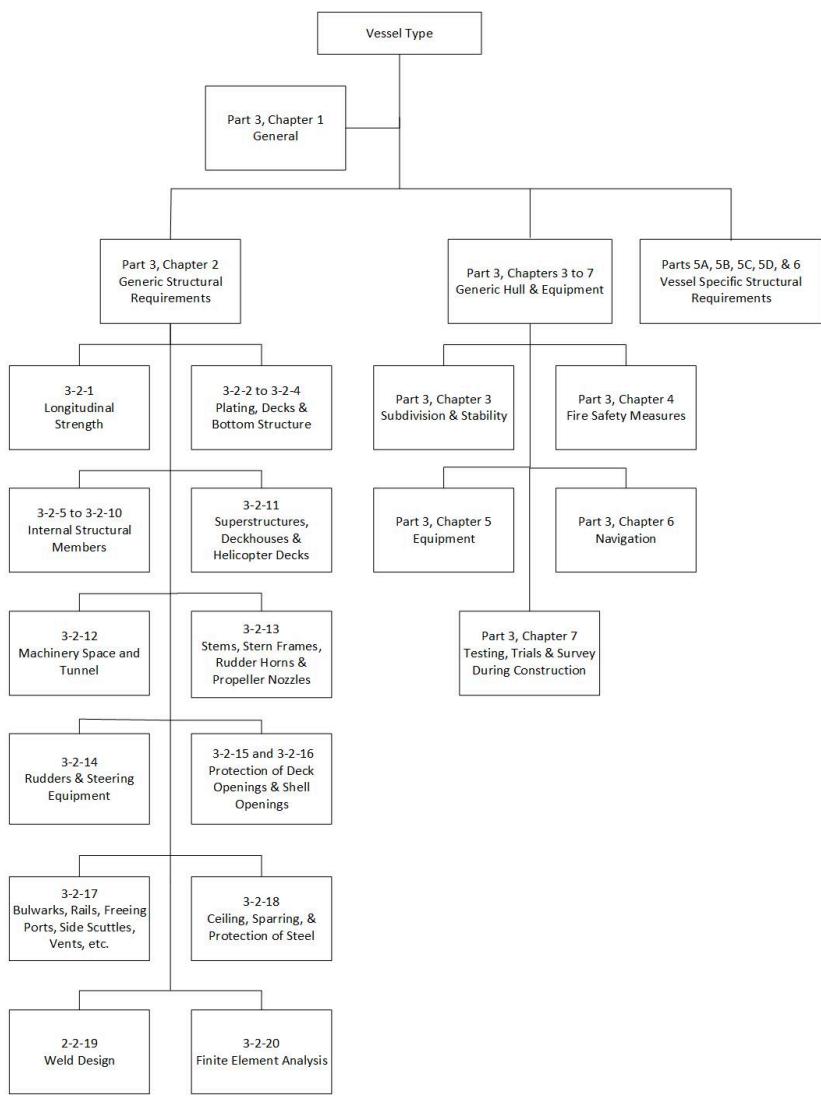 Vessel Type
Part 3, Chapter 1
General
Part 3, Chapter 2
Generic Structural
Requirements
Part 3, Chapters 3 to 7
Generic Hull & Equipment
Parts 5A, 5B, 5C, 5D, & 6
Vessel Specific Structural
Requirements
3-2-1
Longitudinal
Strength
3-2-2 to 3-2-4
Plating, Decks &
Bottom Structure
Part 3, Chapter 3
Subdivision & Stability
Part 3, Chapter 4
Fire Safety Measures
3-2-5 to 3-2-10
Internal Structural
Members
3-2-11
Superstructures,
Deckhouses &
Helicopter Decks
Part 3, Chapter 5
Equipment
Part 3, Chapter 6
Navigation
3-2-12
Machinery Space and
Tunnel
3-2-13
Stems, Stern Frames,
Rudder Horns &
Propeller Nozzles
Part 3, Chapter 7
Testing, Trials & Survey
During Construction
3-2-14
Rudders & Steering
Equipment
3-2-15 and 3-2-16
Protection of Deck
Openings & Shell
Openings
3-2-17
Bulwarks, Rails, Freeing
Ports, Side Scuttles,
Vents, etc.
3-2-18
Ceiling, Sparring, &
Protection of Steel
2-2-19
Weld Design
3-2-20
Finite Element Analysis